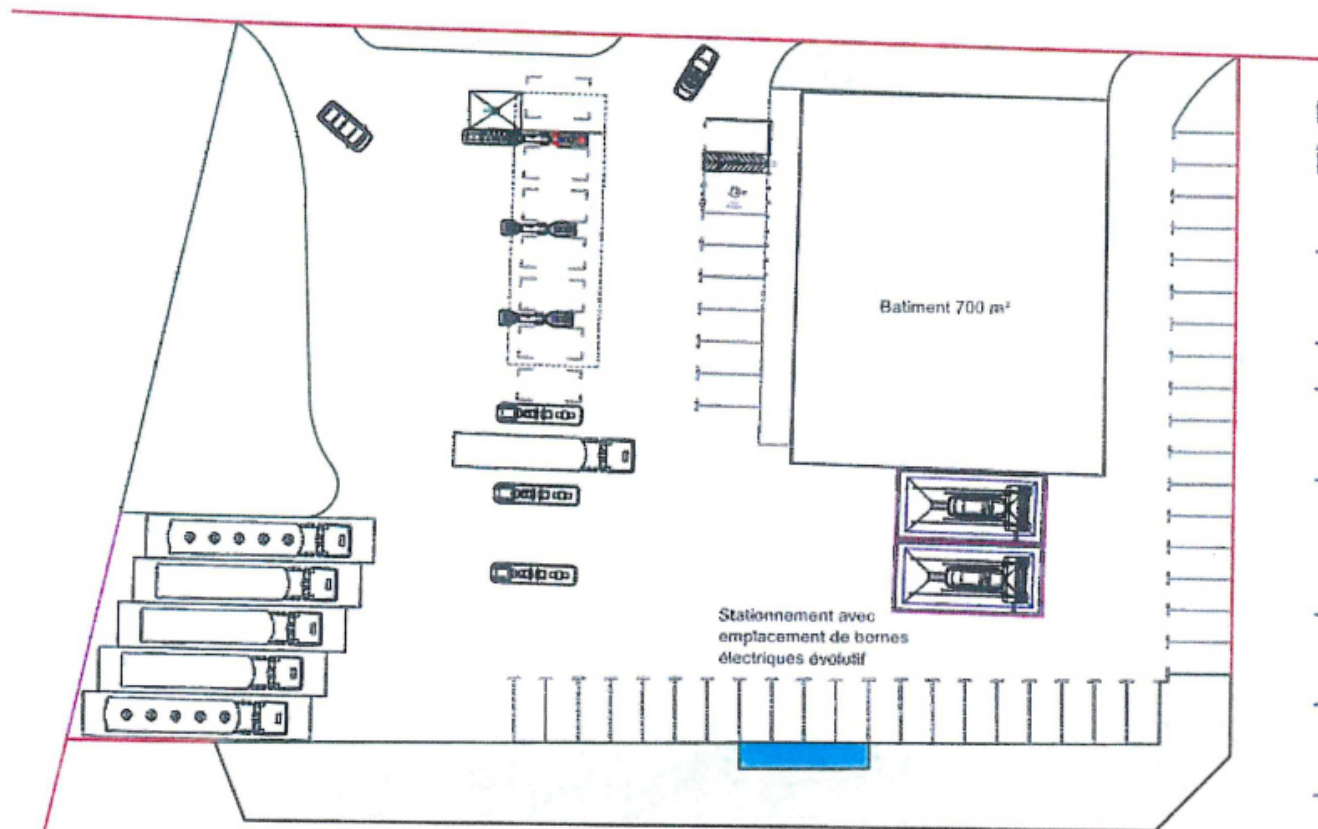 Batiment 700 m²
Stationnement avec
emplacement de bornes
électriques évolutif